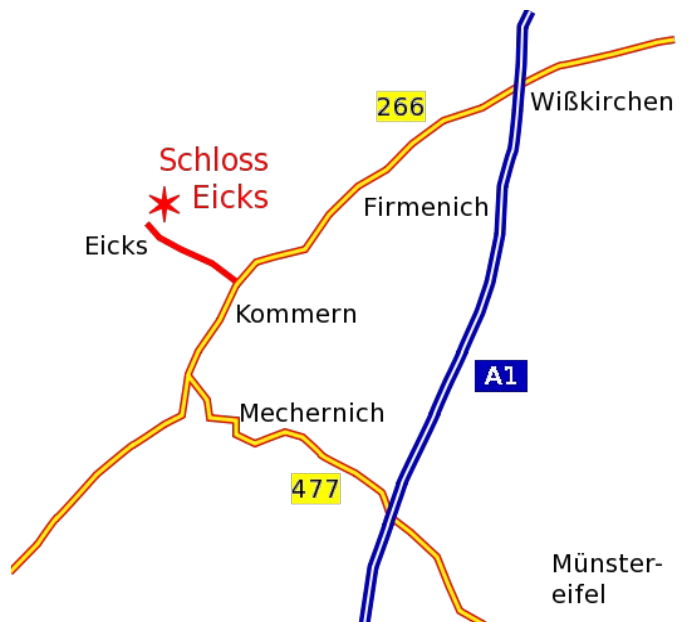 266
Wißkirchen
Schloss
Eicks
Firmenich
Eicks
Kommern
A1
Mechernich
477
Münster-
eifel